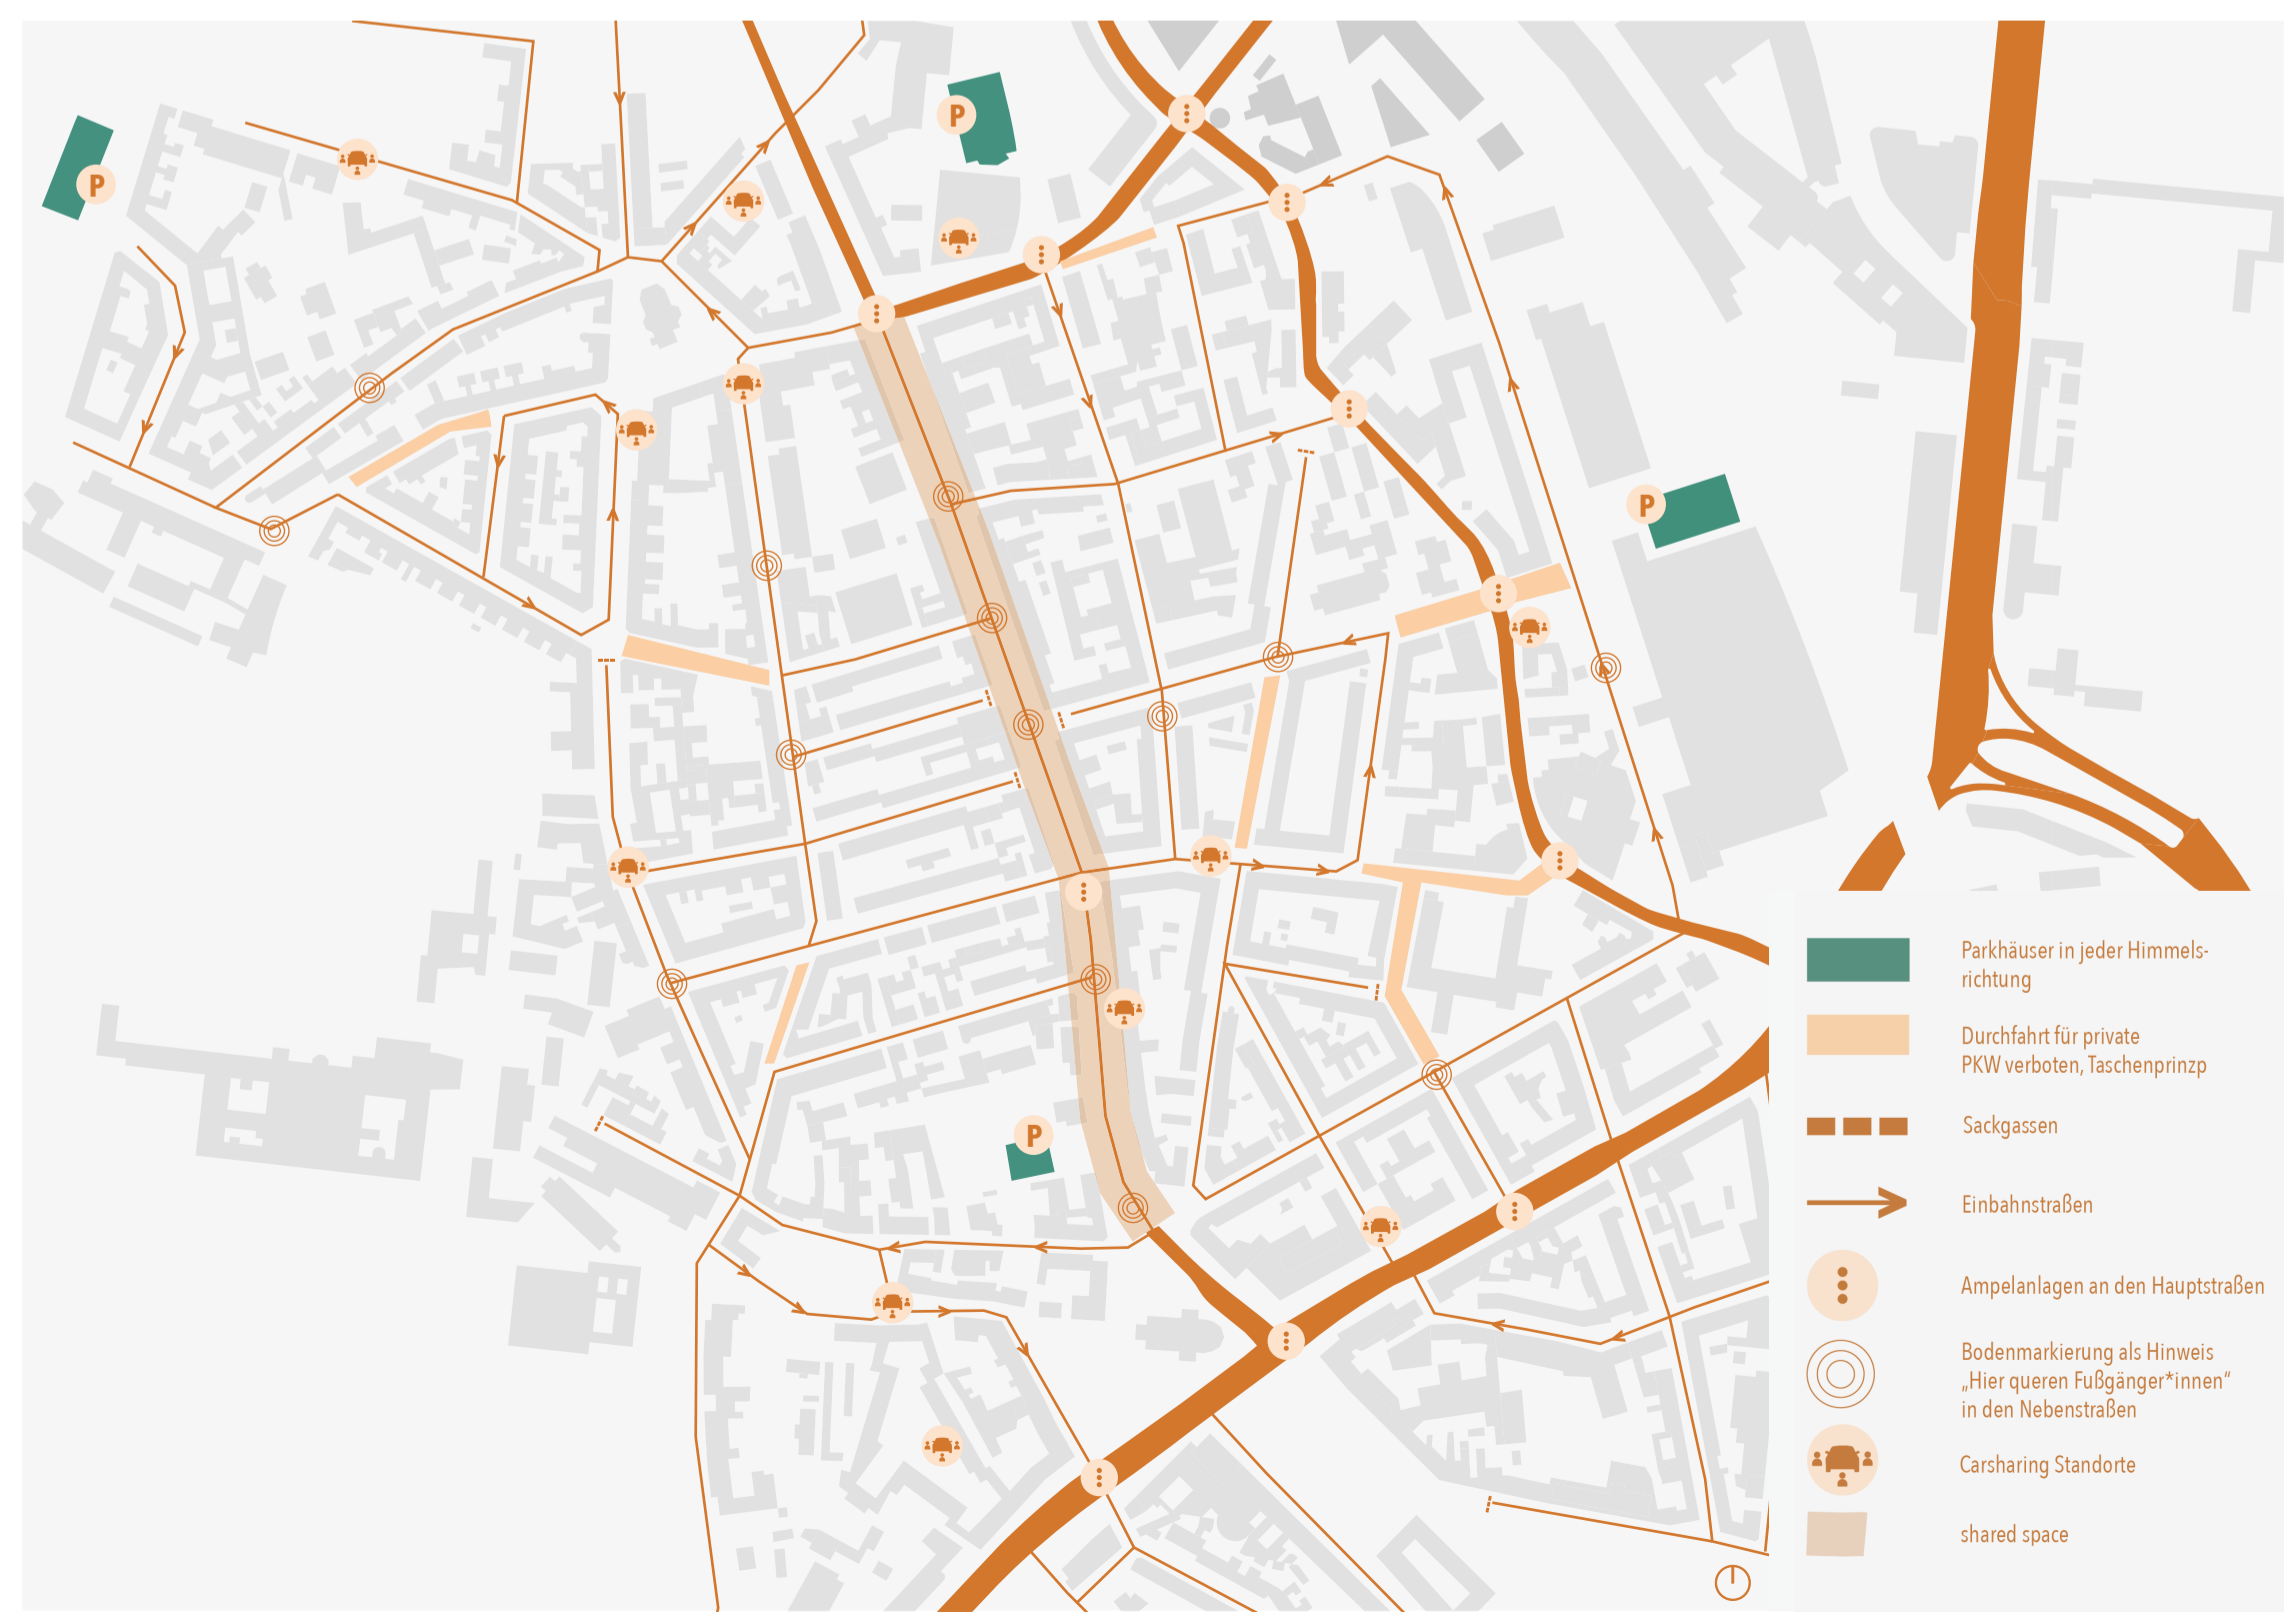 P
P
P
P
Parkhäuser in jeder Himmels-
richtung
Durchfahrt für private
PKW verboten, Taschenprinzp
Sackgassen
Einbahnstraßen
Ampelanlagen an den Hauptstraßen
Bodenmarkierung als Hinweis
„Hier queren Fußgänger*innen“
in den Nebenstraßen
Carsharing Standorte
shared space